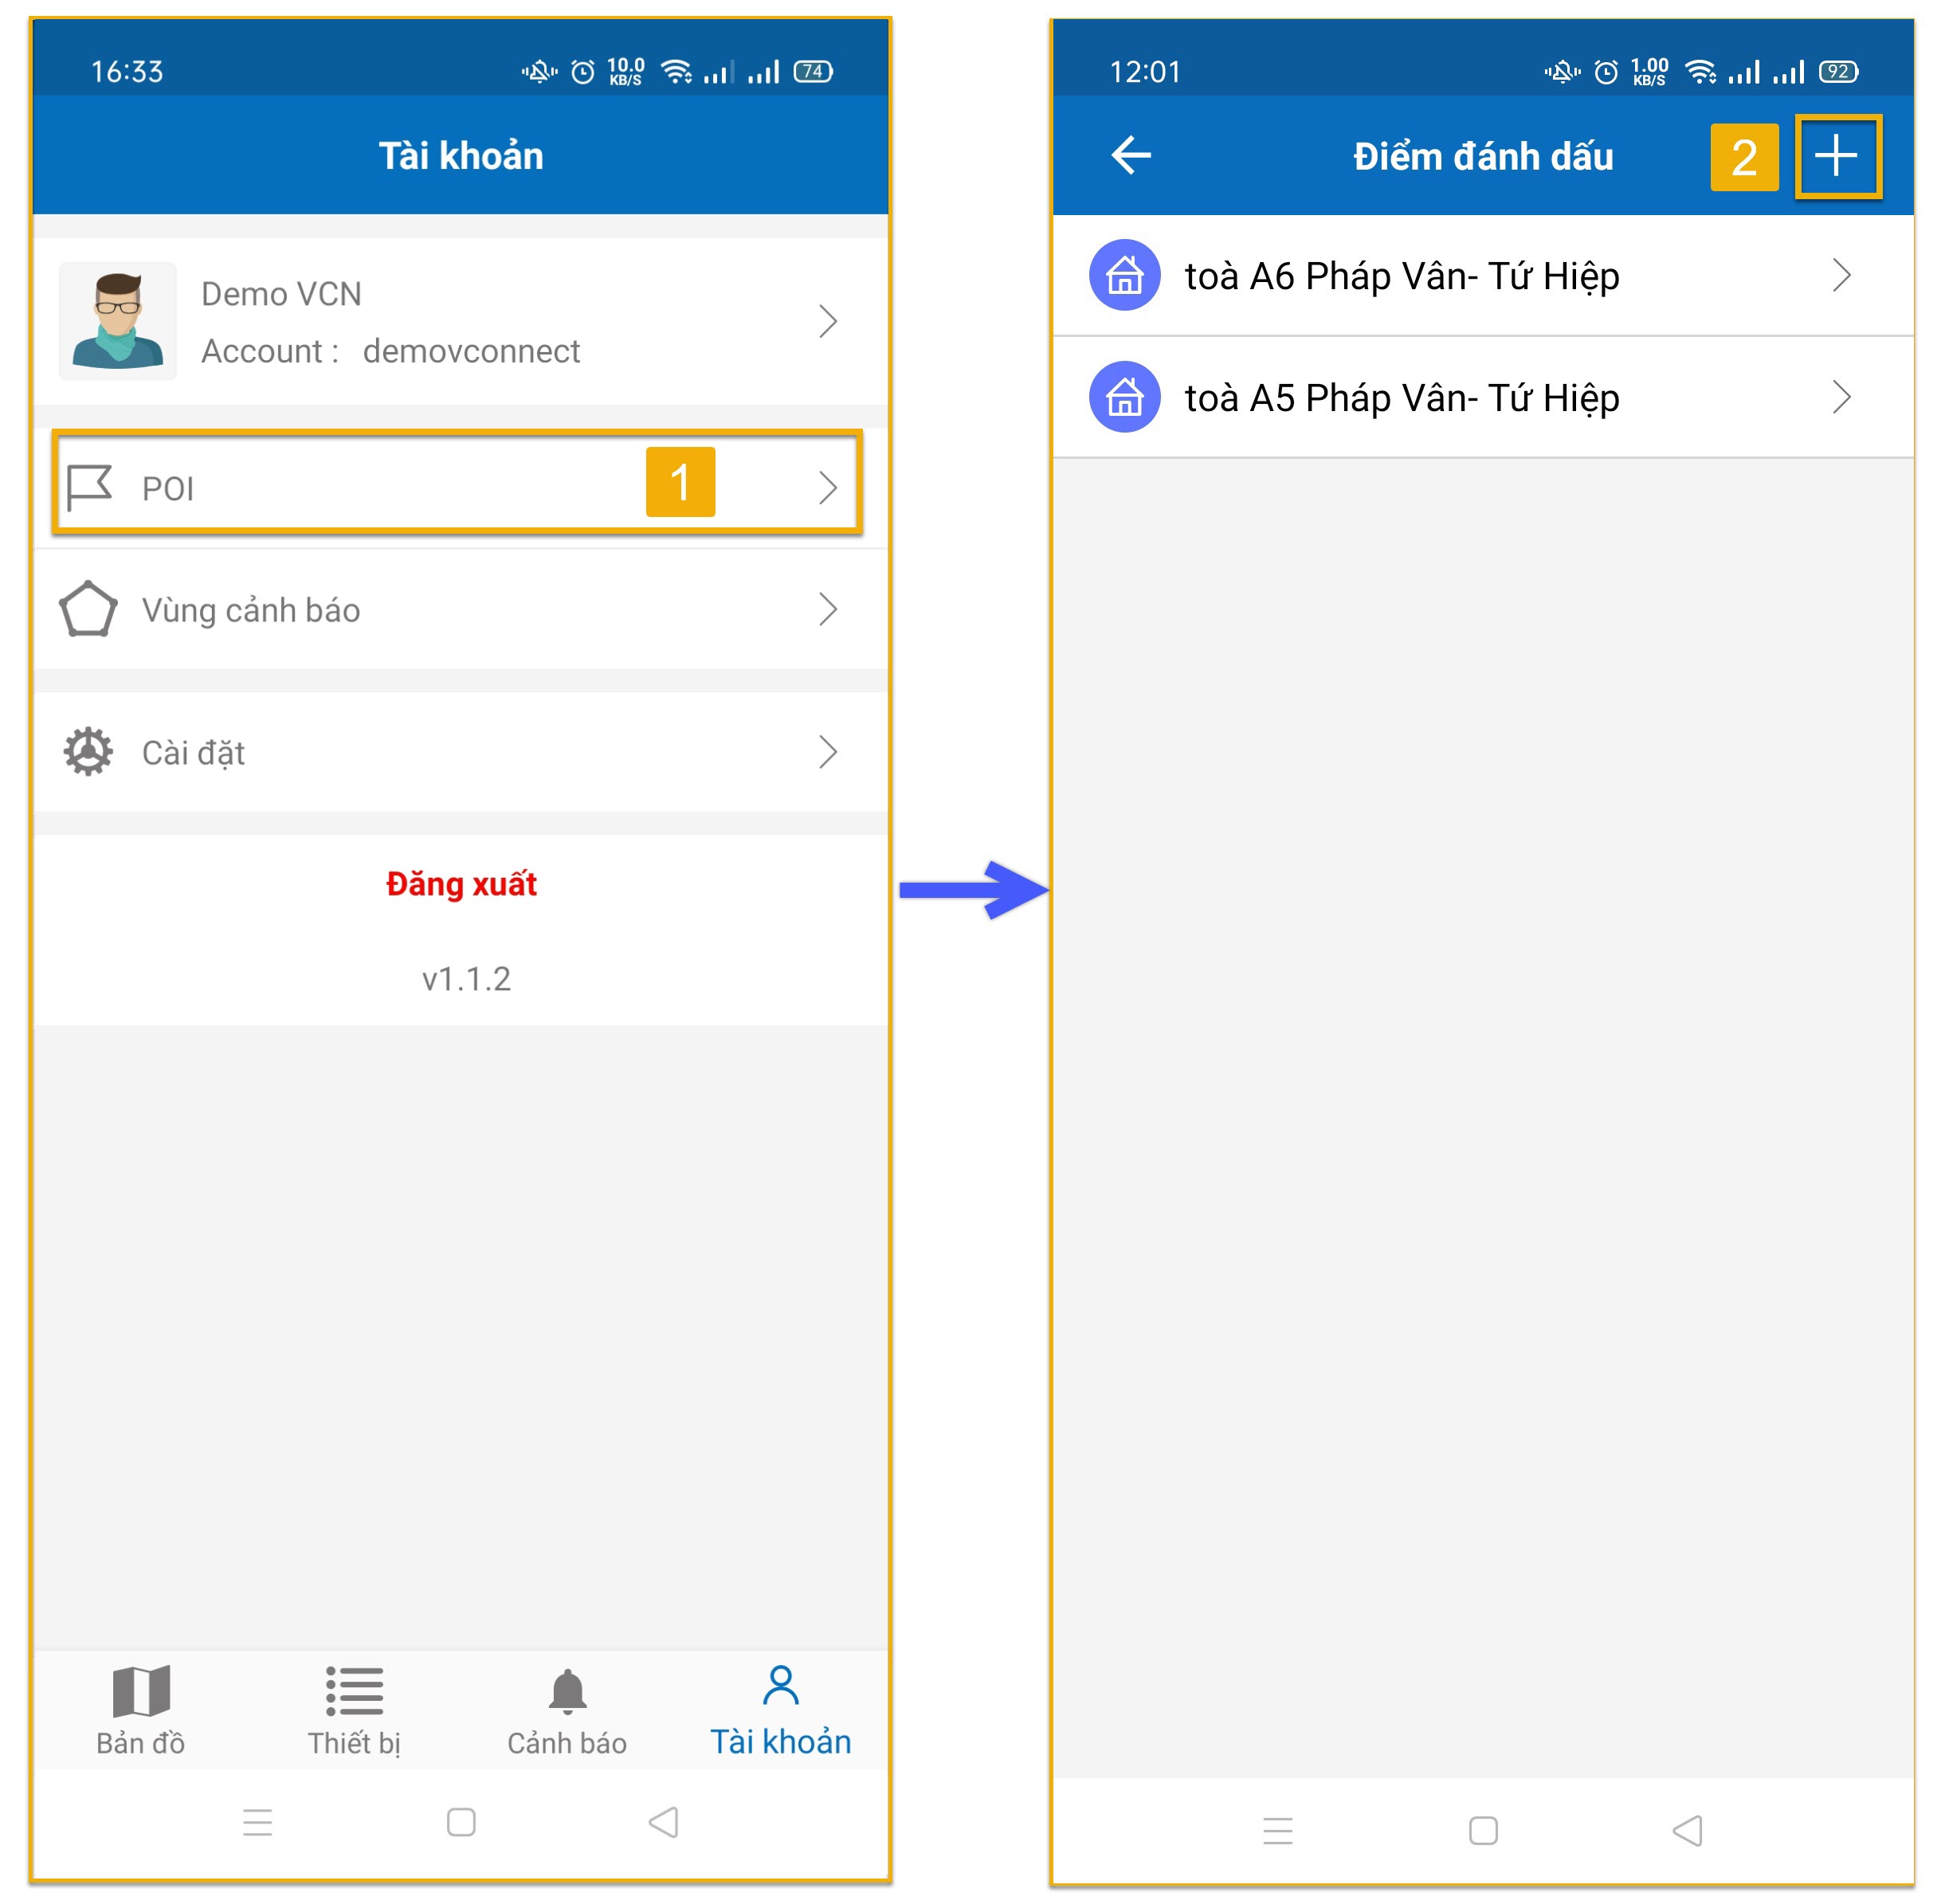 16:33
10.0
KB/S
74
Tài khoản
Demo VCN
Account : demovconnect
POI
1
Vùng cảnh báo
Cài đặt
Đăng xuất
v1.1.2
Bản đồ
Thiết bị
Cảnh báo
Tài khoản
12:01
1.00
KB/S
92
Điểm đánh dấu
2
toà A6 Pháp Vân- Tứ Hiệp
toà A5 Pháp Vân- Tứ Hiệp